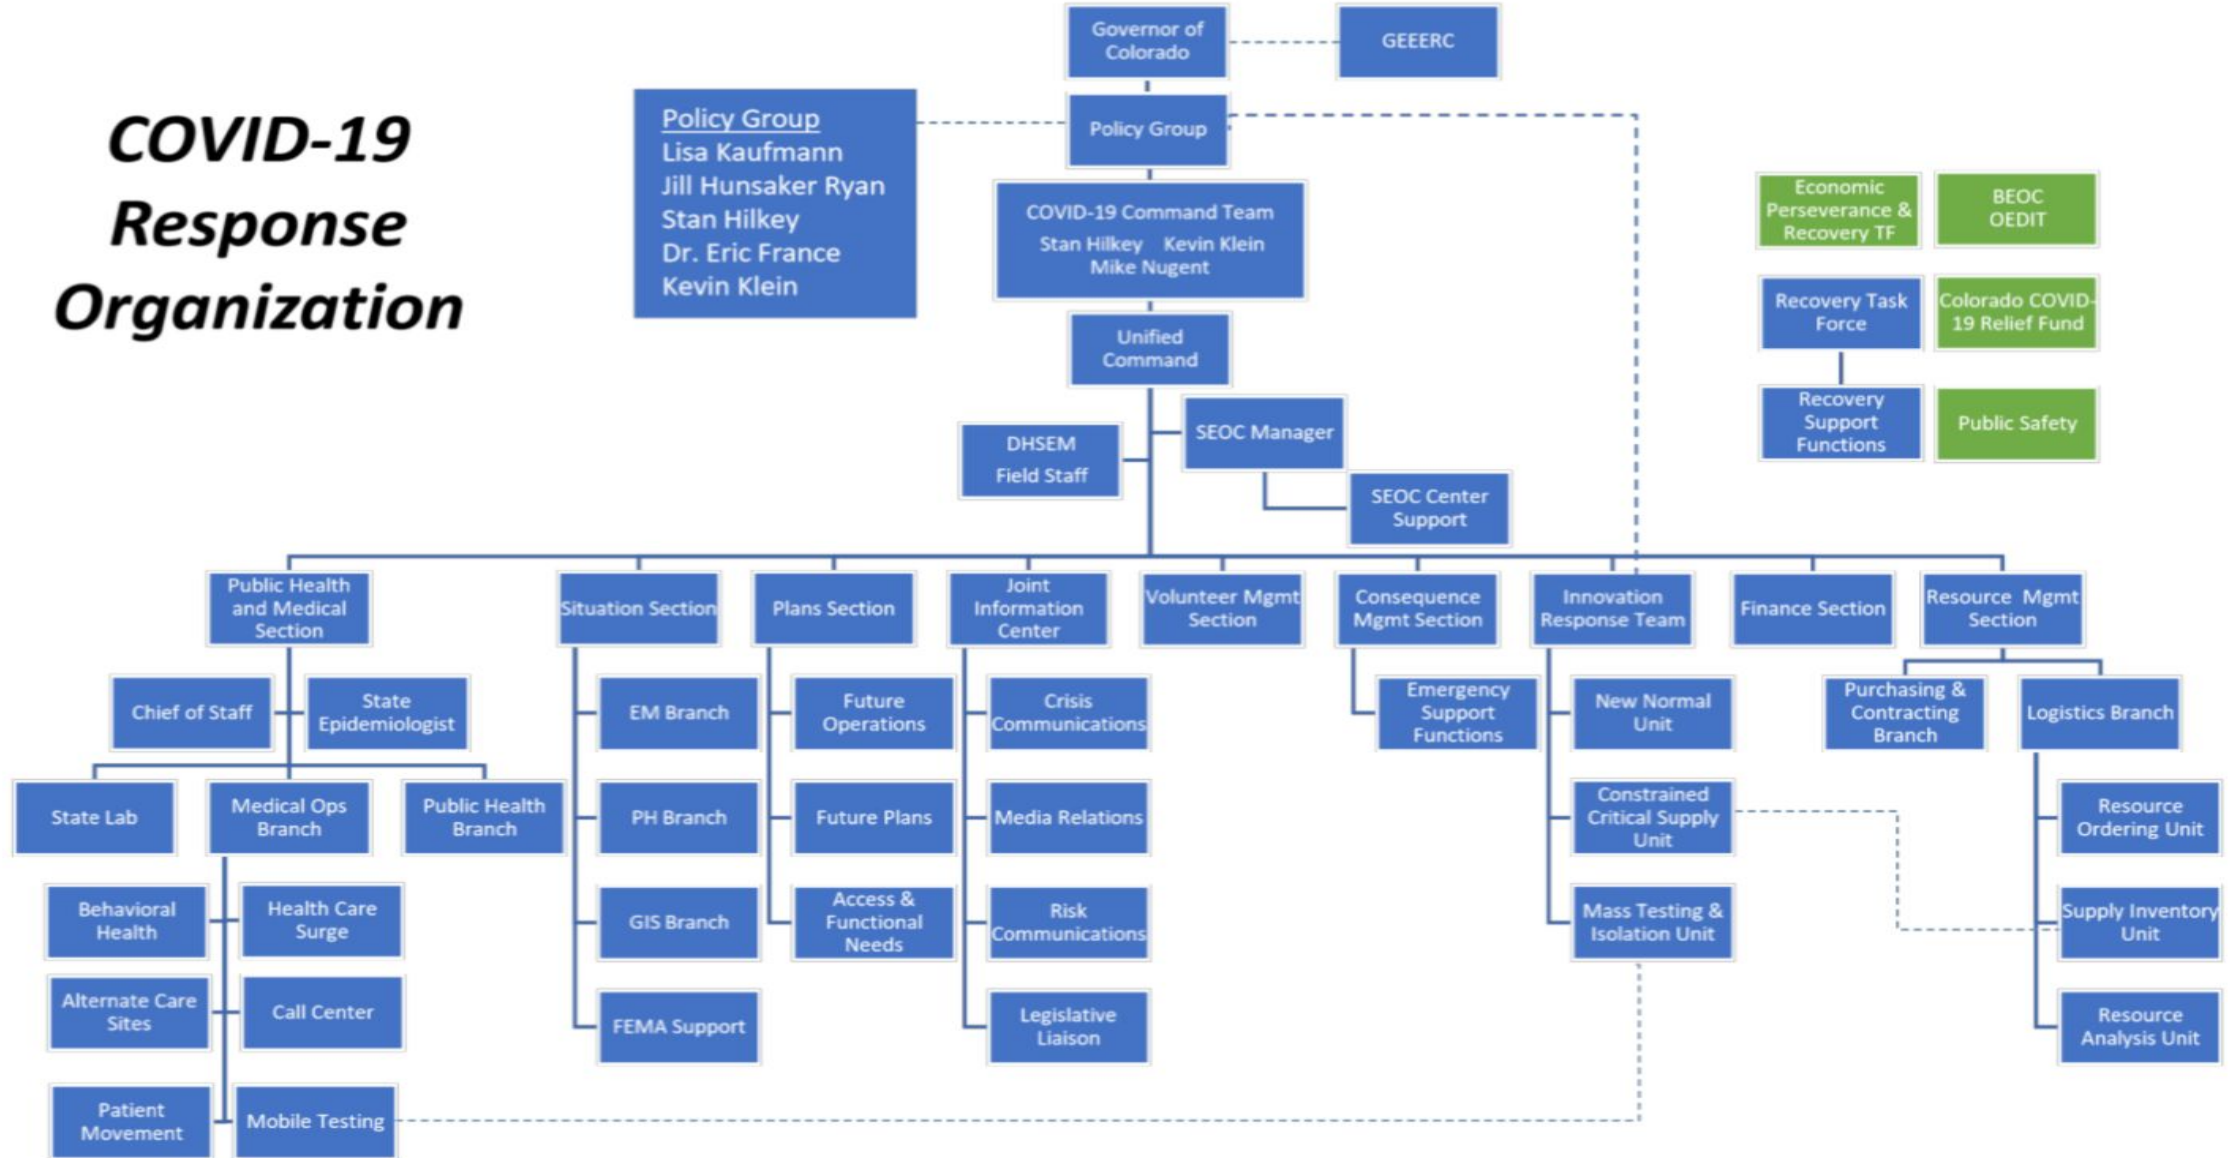 COVID-19
Response
Organization
Governor of
Colorado
GEEERC
Policy Group
Lisa Kaufmann
Jill Hunsaker Ryan
Stan Hilkey
Dr. Eric France
Kevin Klein
Policy Group
COVID-19 Command Team
Stan Hilkey Kevin Klein
Mike Nugent
Unified
Command
Economic
Perseverance &
Recovery TF
BEOC
OEDIT
Recovery Task
Force
Colorado COVID-
19 Relief Fund
Recovery
Support
Functions
Public Safety
DHSEM
Field Staff
SEOC Manager
SEOC Center
Support
Public Health
and Medical
Section
Situation Section
Plans Section
Joint
Information
Center
Volunteer Mgmt
Section
Consequence
Mgmt Section
Innovation
Response Team
Finance Section
Resource Mgmt
Section
Chief of Staff
State
Epidemiologist
EM Branch
Future
Operations
Crisis
Communications
Emergency
Support
Functions
New Normal
Unit
Purchasing &
Contracting
Branch
Logistics Branch
State Lab
Medical Ops
Branch
Public Health
Branch
PH Branch
Future Plans
Media Relations
Constrained
Critical Supply
Unit
Resource
Ordering Unit
Behavioral
Health
Health Care
Surge
GIS Branch
Access &
Functional
Needs
Risk
Communications
Mass Testing &
Isolation Unit
Supply Inventory
Unit
Alternate Care
Sites
Call Center
FEMA Support
Legislative
Liaison
Resource
Analysis Unit
Patient
Movement
Mobile Testing